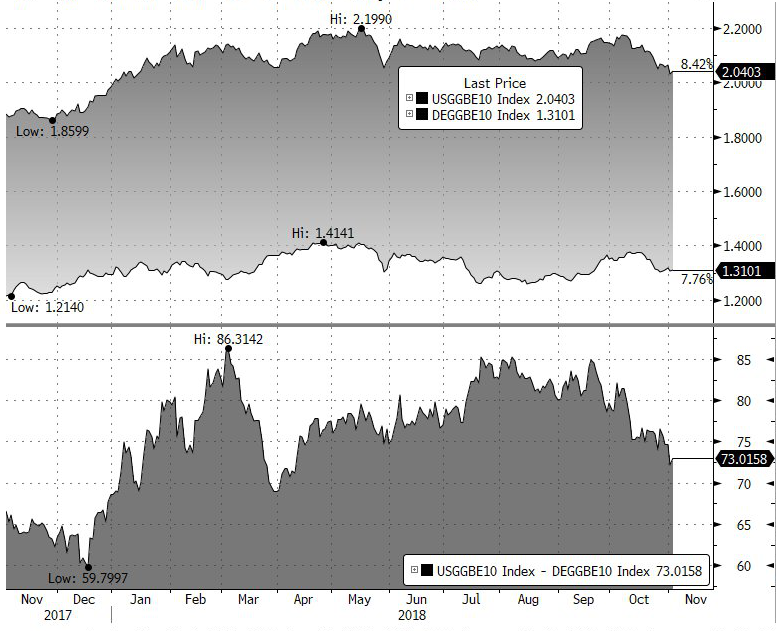 Hi: 2.1990
2.2000
8.42%
2.0403
2.0000
Last Price
USGGBE10 Index 2.0403
DEGGBE10 Index 1.3101
Low: 1.8599
1.8000
1.6000
Hi: 1.4141
1.4000
1.3101
7.76%
1.2000
Low: 1.2140
Hi: 86.3142
85
80
75
73.0158
70
65
60
Low: 59.7997
USGGBE10 Index - DEGGBE10 Index 73.0158
Nov Dec Jan Feb Mar Apr May Jun Jul Aug Sep Oct Nov
2017 2018